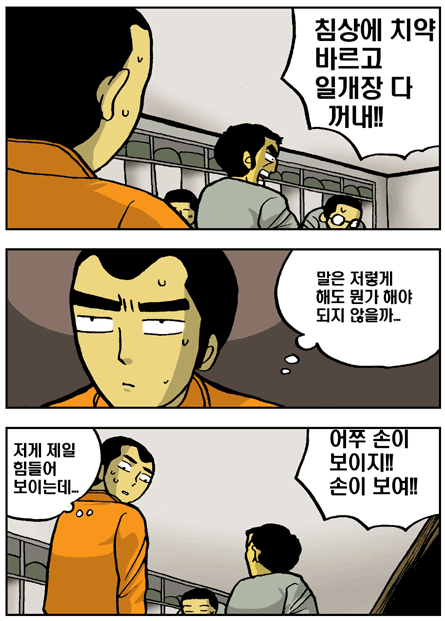 침상에 치약
바르고
일개장 다
꺼내!!
말은 저렇게
해도 뭔가 해야
되지 않을까...
저게 제일
힘들어
보이는데...
어쭈 손이
보이지!!
손이 보여!!